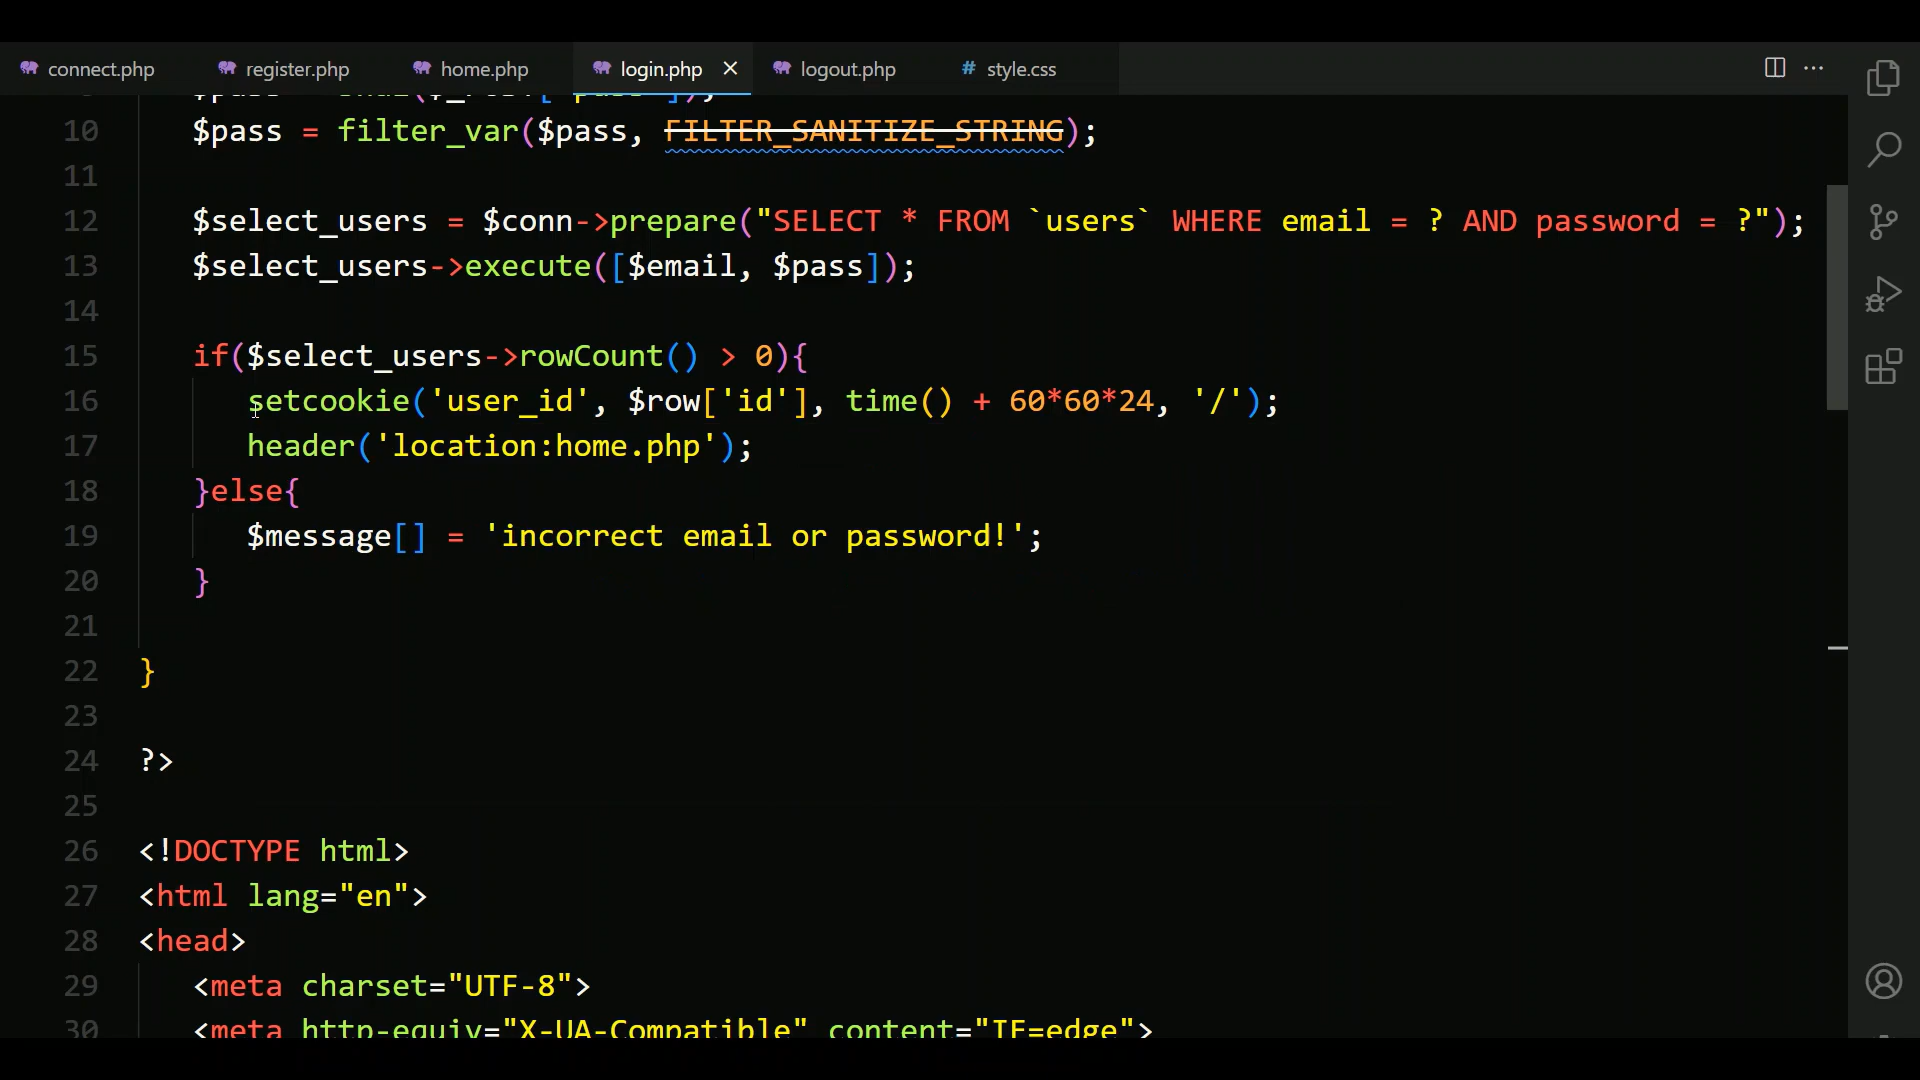 connect.php register.php home.php login.php logout.php # style.css
10 $pass = filter_var($pass, FILTER_SANITIZE_STRING);
11
12 $select_users = $conn->prepare("SELECT * FROM `users` WHERE email = ? AND password = ?");
13 $select_users->execute([$email, $pass]);
14
15 if($select_users->rowCount() > 0){
16 setcookie('user_id', $row['id'], time() + 60*60*24, '/');
17 header('location:home.php');
18 }else{
19 $message[] = 'incorrect email or password!';
20 }
21
22 }
23
24 ?>
25
26 <!DOCTYPE html>
27 <html lang="en">
28 <head>
29 <meta charset="UTF-8">
30 <meta http-equiv="X-UA-Compatible" content="IE=edge">